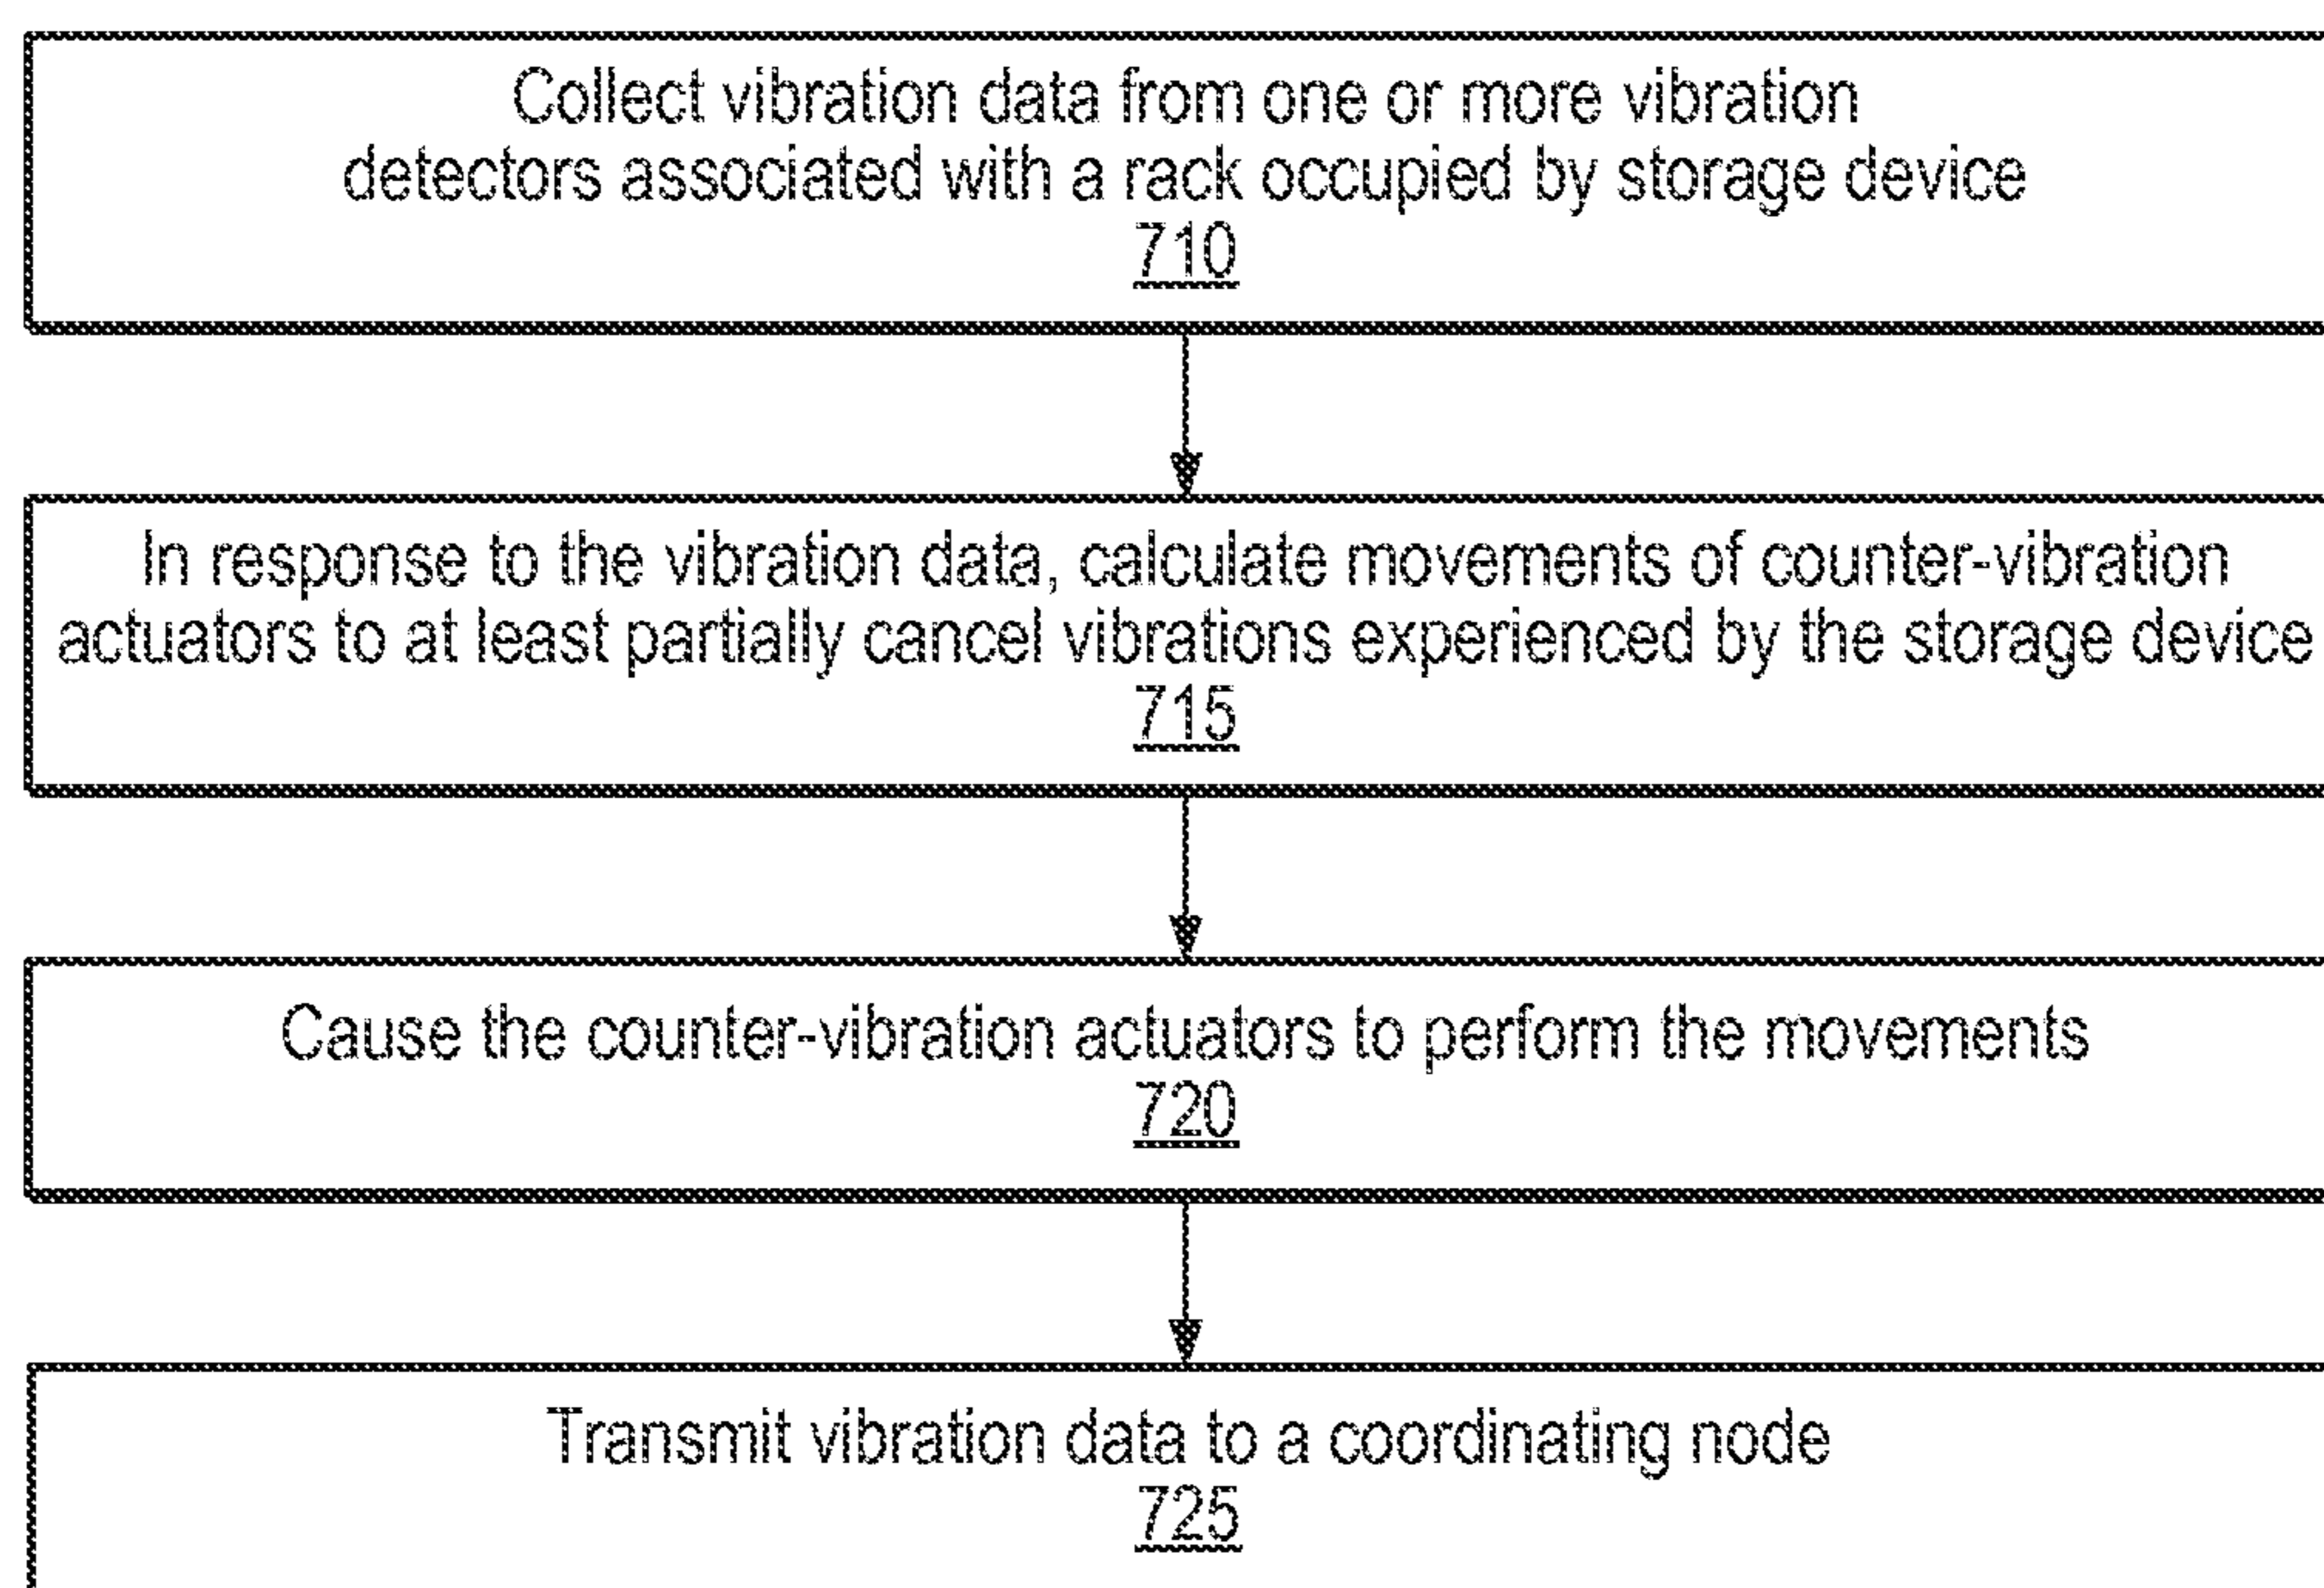 Collect vibration data from one or more vibration
detectors associated with a rack occupied by storage device
710
In response to the vibration data, calculate movements of counter-vibration
actuators to at least partially cancel vibrations experienced by the storage device
715
Cause the counter-vibration actuators to perform the movements
720
Transmit vibration data to a coordinating node
725